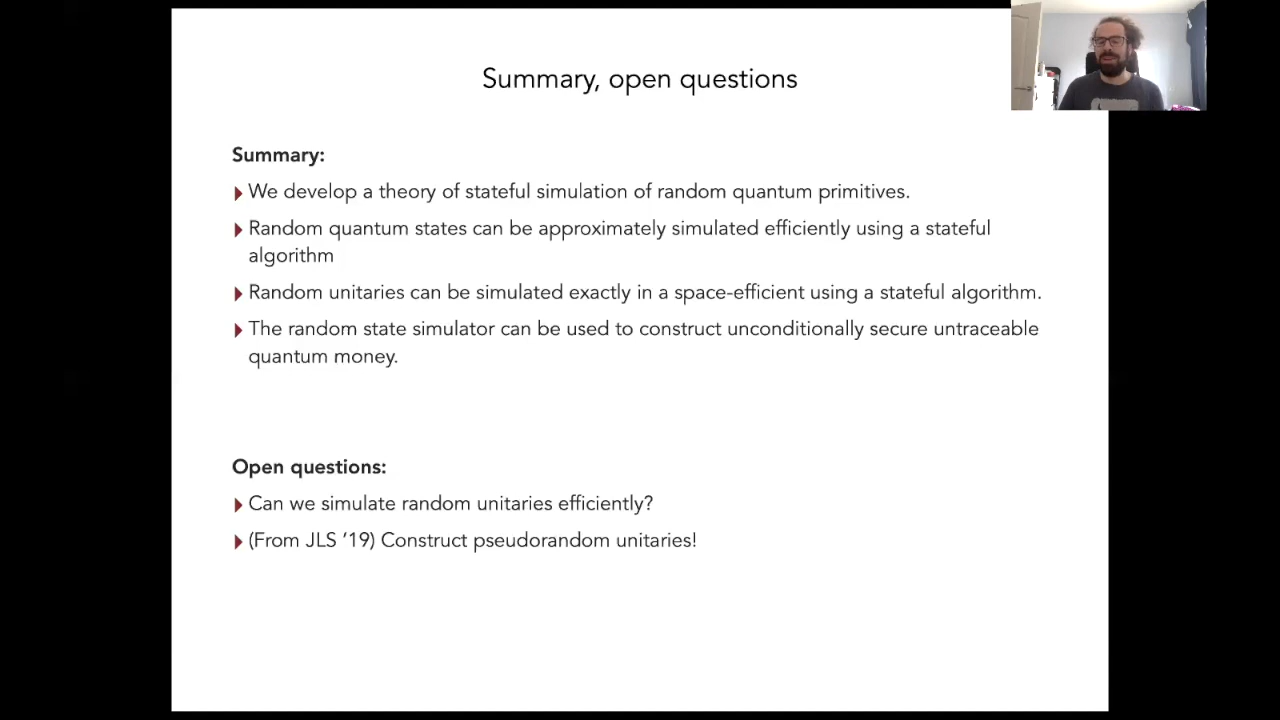 Summary, open questions
Summary:
We develop a theory of stateful simulation of random quantum primitives.
Random quantum states can be approximately simulated efficiently using a stateful
algorithm
Random unitaries can be simulated exactly in a space-efficient using a stateful algorithm.
The random state simulator can be used to construct unconditionally secure untraceable
quantum money.
Open questions:
Can we simulate random unitaries efficiently?
(From JLS ’19) Construct pseudorandom unitaries!